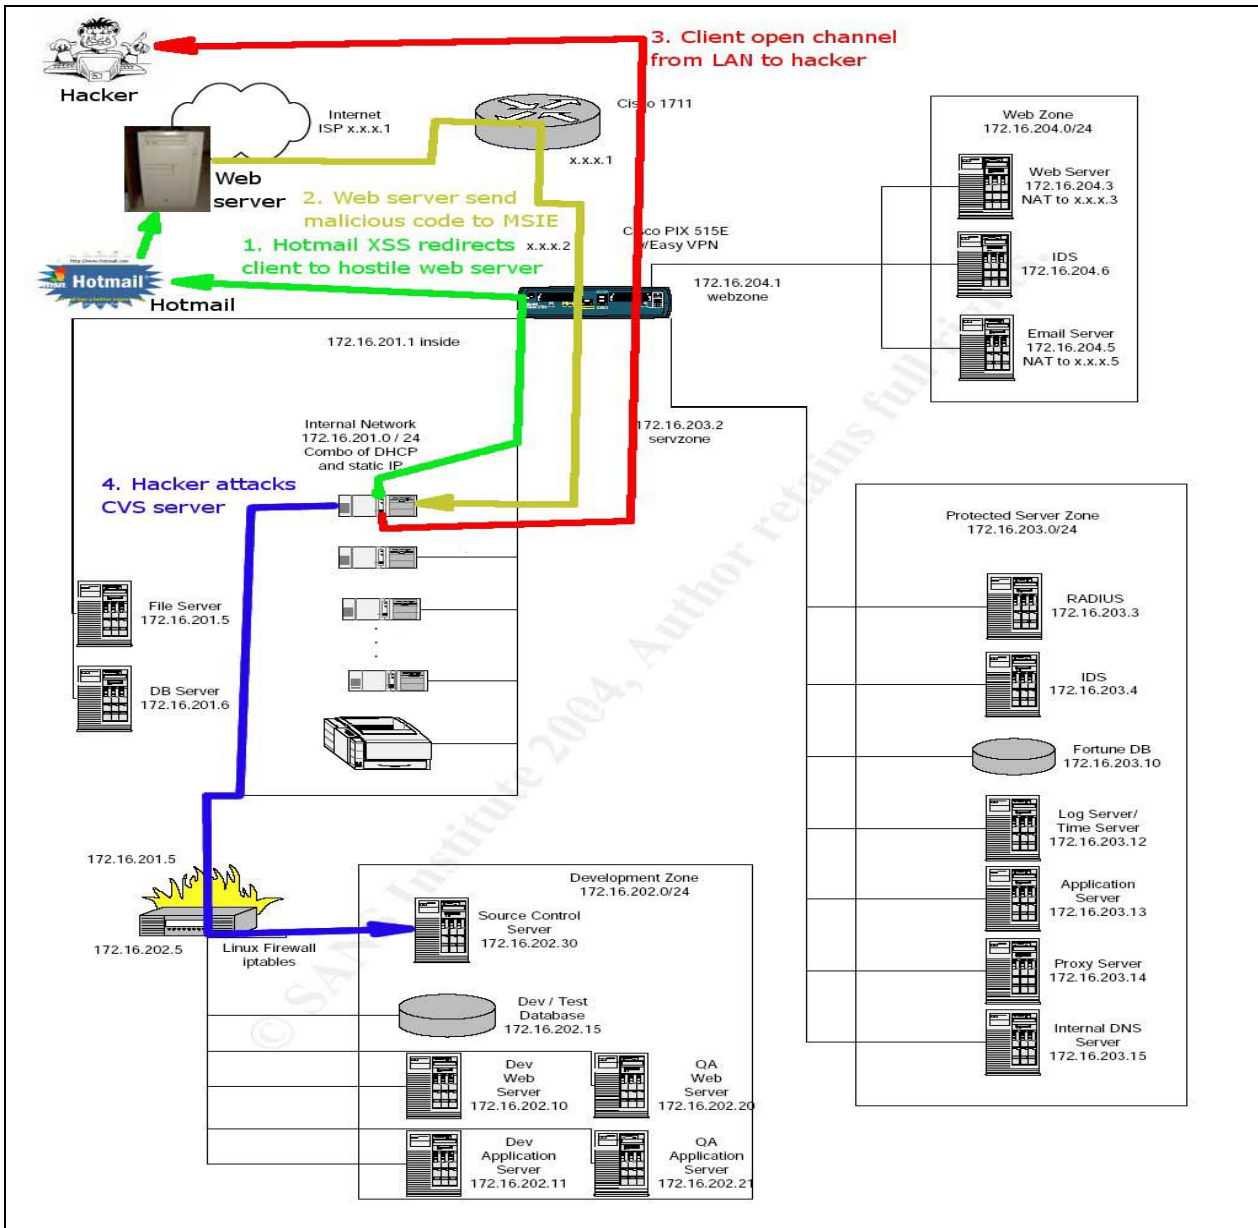 3. Client open channel
from LAN to hacker
Hacker
Internet
ISP x.x.x.1
Cisco 1711
x.x.x.1
Web
server
2. Web server send
malicious code to MSIE
1. Hotmail XSS redirects
client to hostile web server
x.x.x.2
Cisco PIX 515E
w/Easy VPN
http://www.hotmail.com
Hotmail
Hotmail
172.16.204.1
webzone
Web Zone
172.16.204.0/24
Web Server
172.16.204.3
NAT to x.x.x.3
IDS
172.16.204.6
Email Server
172.16.204.5
NAT to x.x.x.5
172.16.201.1 inside
Internal Network
172.16.201.0 / 24
Combo of DHCP
and static IP
172.16.203.2
servzone
4. Hacker attacks
CVS server
File Server
172.16.201.5
DB Server
172.16.201.6
Protected Server Zone
172.16.203.0/24
RADIUS
172.16.203.3
IDS
172.16.203.4
Fortune DB
172.16.203.10
Log Server/
Time Server
172.16.203.12
Application
Server
172.16.203.13
Proxy Server
172.16.203.14
Internal DNS
Server
172.16.203.15
172.16.201.5
172.16.202.5
Linux Firewall
iptables
Development Zone
172.16.202.0/24
Source Control
Server
172.16.202.30
Dev / Test
Database
172.16.202.15
Dev
Web
Server
172.16.202.10
QA
Web
Server
172.16.202.20
Dev
Application
Server
172.16.202.11
QA
Application
Server
172.16.202.21
© SANS Institute 2004, Author retains full rights.